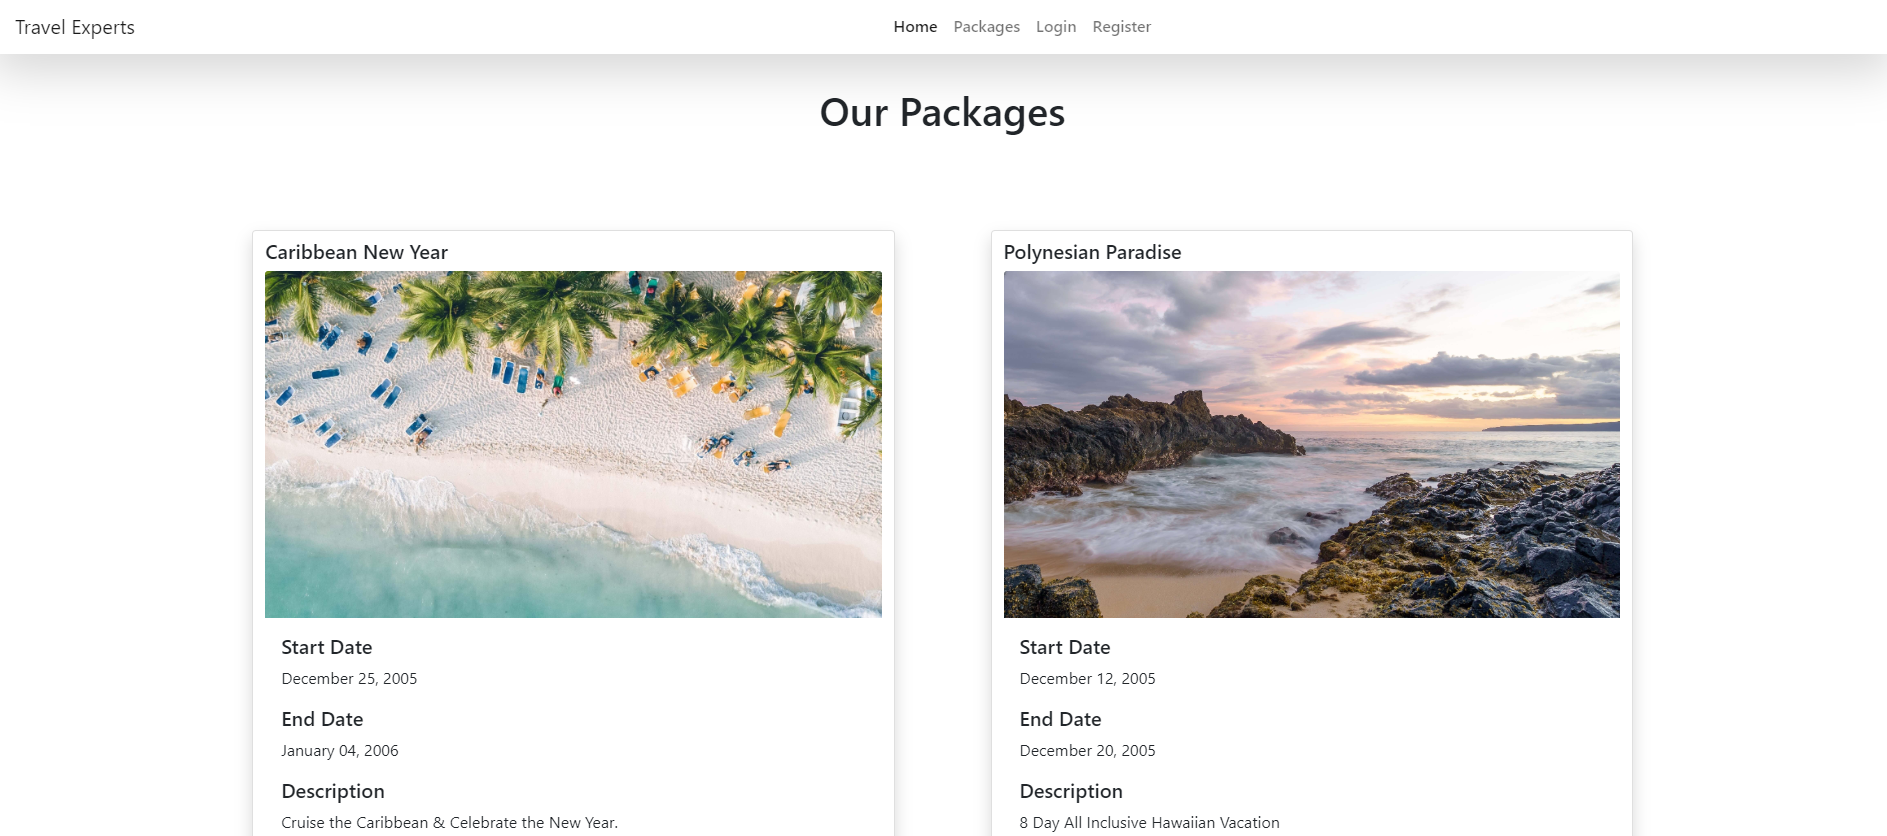 Travel Experts
Home Packages Login Register
Our Packages
Caribbean New Year
Start Date
December 25, 2005
End Date
January 04, 2006
Description
Cruise the Caribbean & Celebrate the New Year.
Polynesian Paradise
Start Date
December 12, 2005
End Date
December 20, 2005
Description
8 Day All Inclusive Hawaiian Vacation